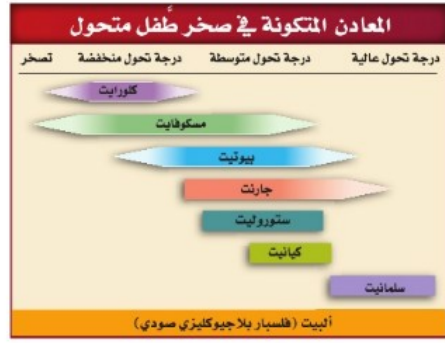 المعادن المتكونة في صخر طَفل متحول
تصخر درجة تحول منخفضة درجة تحول متوسطة درجة تحول عالية
كلورايت
مسكوفايت
بيوتيت
جارنت
ستوروليت
كيانيت
سلمانيت
ألبيت (فلسبار بلاجيوكليزي صودي)